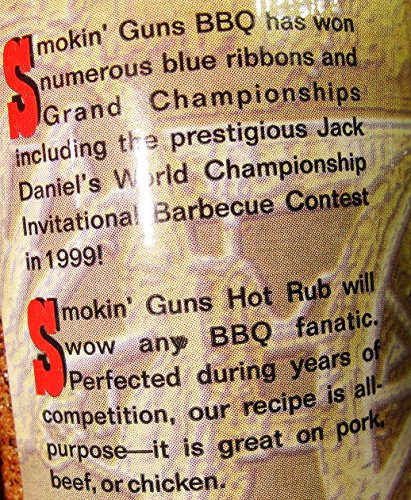 Smokin' Guns BBQ has won
numerous blue ribbons and
Grand Championships
including the prestigious Jack
Daniel's World Championship
Invitational Barbecue Contest
in 1999!
Smokin' Guns Hot Rub will
wow any BBQ fanatic.
Perfected during years of
competition, our recipe is all-
purpose—it is great on pork,
beef, or chicken.